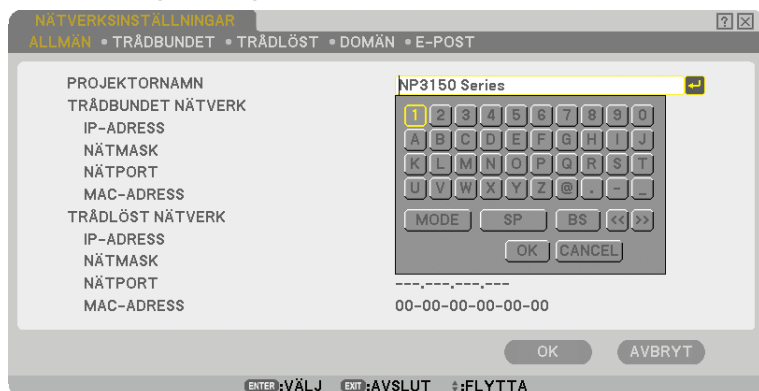 NÄTVERKSINSTÄLLNINGAR
ALLMÄN • TRÅDBUNDET • TRÅDLÖST • DOMÄN • E-POST
PROJEKTORNAMN NP3150 Series
TRÅDBUNDET NÄTVERK
IP-ADRESS
NÄTMASK
NÄTPORT
MAC-ADRESS
TRÅDLÖST NÄTVERK
IP-ADRESS
NÄTMASK
NÄTPORT ---.---.---.---
MAC-ADRESS 00-00-00-00-00-00
1 2 3 4 5 6 7 8 9 0
A B C D E F G H I J
K L M N O P Q R S T
U V W X Y Z @ . - _
MODE SP BS << >>
OK CANCEL
OK AVBRYT
ENTER :VÄLJ EXIT :AVSLUT :FLYTTA